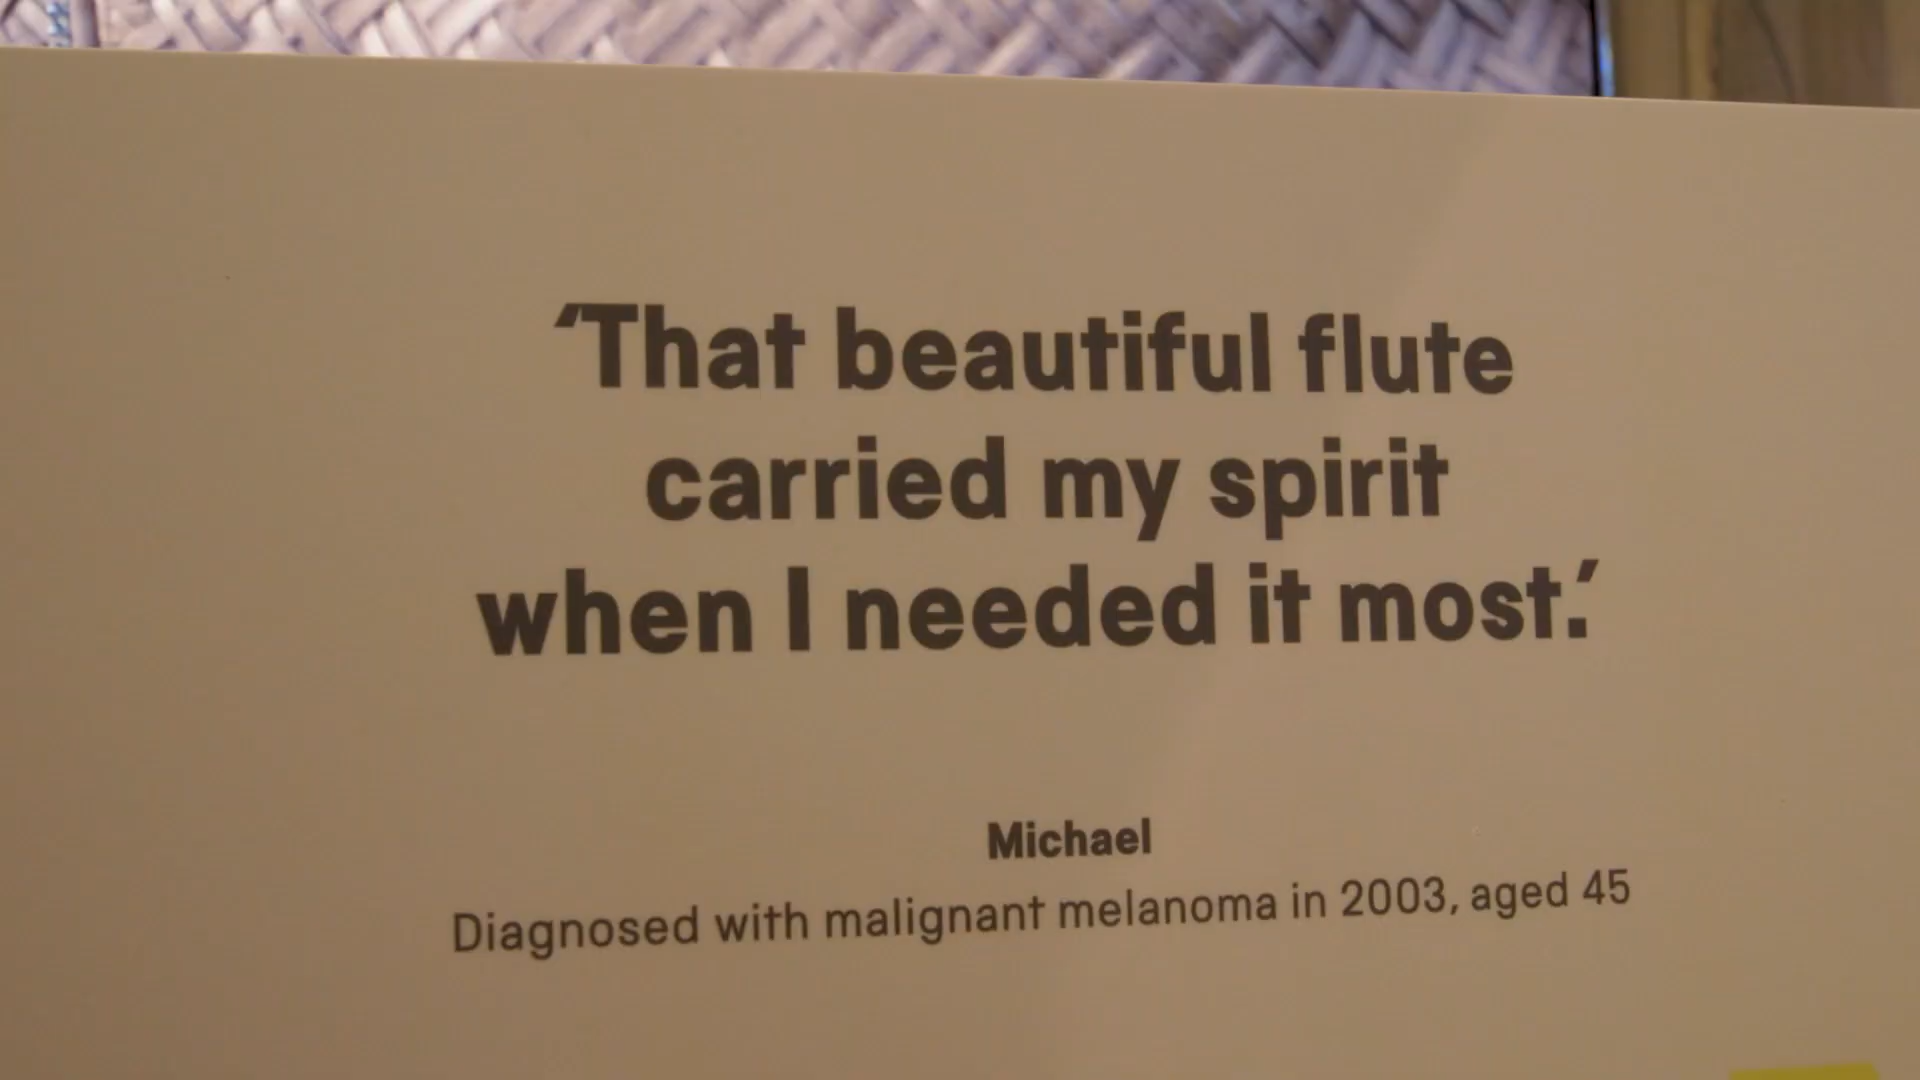 ‘That beautiful flute
carried my spirit
when I needed it most.’
Michael
Diagnosed with malignant melanoma in 2003, aged 45